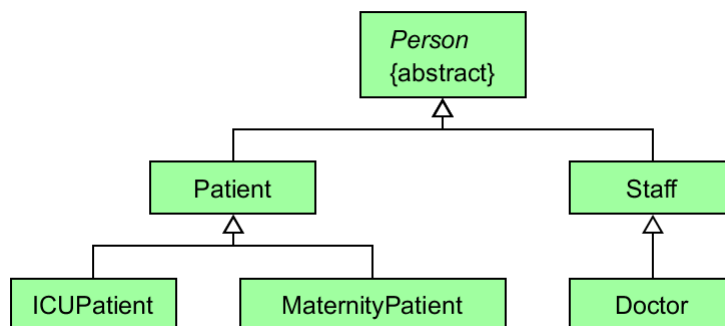 Person
{abstract}
Patient
Staff
ICUPatient
MaternityPatient
Doctor